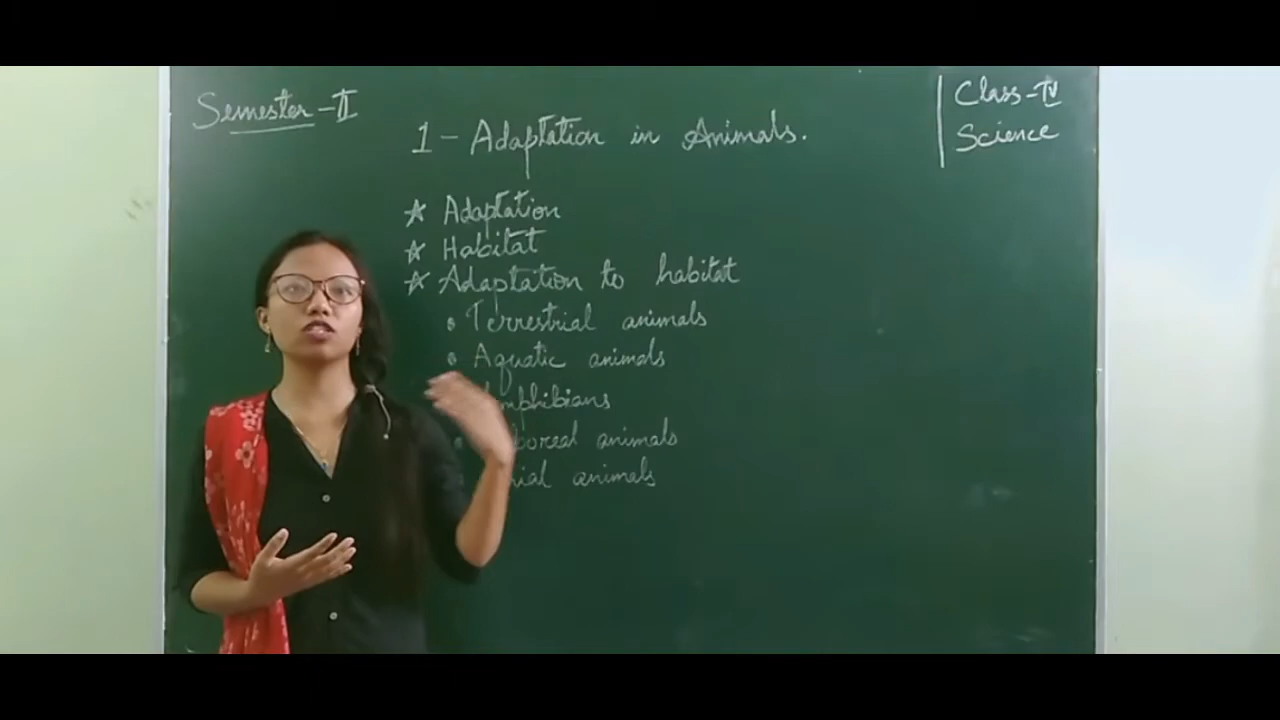 Semester-II
Class-IV
Science
1- Adaptation in Animals.
★ Adaptation
★ Habitat
★ Adaptation to habitat
• Terrestrial animals
• Aquatic animals
animals
animals